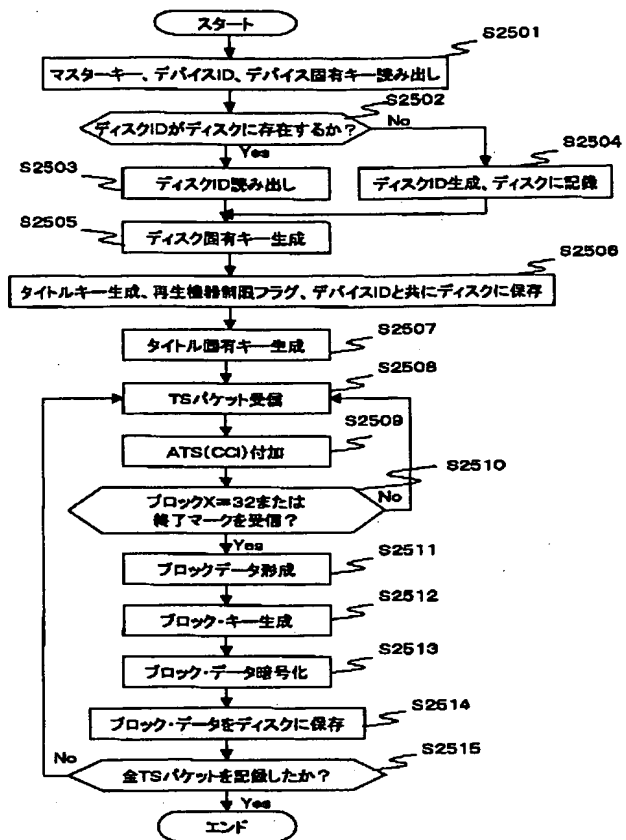 スタート
S2501
マスターキー、デバイスID、デバイス固有キー読み出し
S2502
ディスクIDがディスクに存在するか？
No
Yes
S2503
S2504
ディスクID読み出し
ディスクID生成、ディスクに記録
S2505
ディスク固有キー生成
S2506
タイトルキー生成、再生機器制限フラグ、デバイスIDと共にディスクに保存
S2507
タイトル固有キー生成
S2508
TSパケット受信
S2509
ATS(CCI)付加
S2510
ブロックX=32または
終了マークを受信？
No
Yes
S2511
ブロックデータ形成
S2512
ブロック・キー生成
S2513
ブロック・データ暗号化
S2514
ブロック・データをディスクに保存
S2515
No
全TSパケットを記録したか？
Yes
エンド